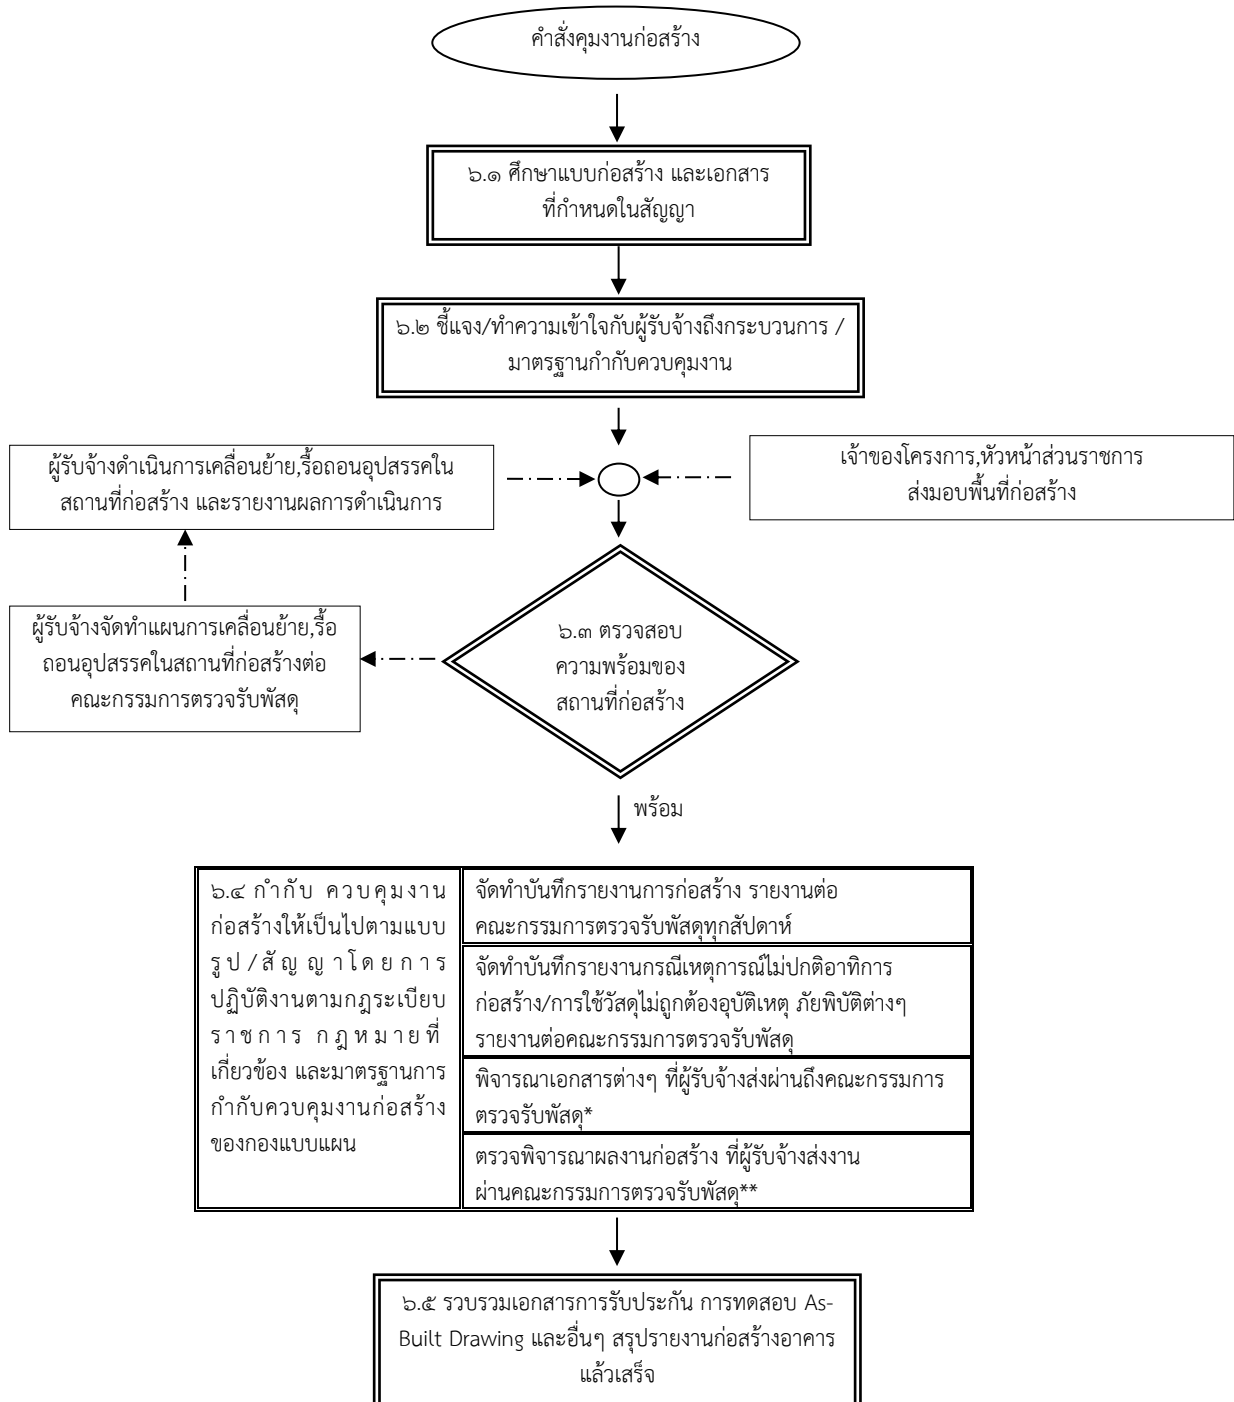 คำสั่งคุมงานก่อสร้าง
๖.๑ ศึกษาแบบก่อสร้าง และเอกสาร
ที่กำหนดในสัญญา
๖.๒ ชี้แจง/ทำความเข้าใจกับผู้รับจ้างถึงกระบวนการ /
มาตรฐานกำกับควบคุมงาน
ผู้รับจ้างดำเนินการเคลื่อนย้าย,รื้อถอนอุปสรรคใน
สถานที่ก่อสร้าง และรายงานผลการดำเนินการ
เจ้าของโครงการ,หัวหน้าส่วนราชการ
ส่งมอบพื้นที่ก่อสร้าง
ผู้รับจ้างจัดทำแผนการเคลื่อนย้าย,รื้อ
ถอนอุปสรรคในสถานที่ก่อสร้างต่อ
คณะกรรมการตรวจรับพัสดุ
๖.๓ ตรวจสอบ
ความพร้อมของ
สถานที่ก่อสร้าง
พร้อม
๖.๔ กำกับ ควบคุมงาน
ก่อสร้างให้เป็นไปตามแบบ
รูป/สัญญาโดยการ
ปฏิบัติงานตามกฎระเบียบ
ราชการ กฎหมายที่
เกี่ยวข้อง และมาตรฐานการ
กำกับควบคุมงานก่อสร้าง
ของกองแบบแผน
จัดทำบันทึกรายงานการก่อสร้าง รายงานต่อ
คณะกรรมการตรวจรับพัสดุทุกสัปดาห์
จัดทำบันทึกรายงานกรณีเหตุการณ์ไม่ปกติอาทิการ
ก่อสร้าง/การใช้วัสดุไม่ถูกต้องอุบัติเหตุ ภัยพิบัติต่างๆ
รายงานต่อคณะกรรมการตรวจรับพัสดุ
พิจารณาเอกสารต่างๆ ที่ผู้รับจ้างส่งผ่านถึงคณะกรรมการ
ตรวจรับพัสดุ*
ตรวจพิจารณาผลงานก่อสร้าง ที่ผู้รับจ้างส่งงาน
ผ่านคณะกรรมการตรวจรับพัสดุ**
๖.๕ รวบรวมเอกสารการรับประกัน การทดสอบ As-
Built Drawing และอื่นๆ สรุปรายงานก่อสร้างอาคาร
แล้วเสร็จ